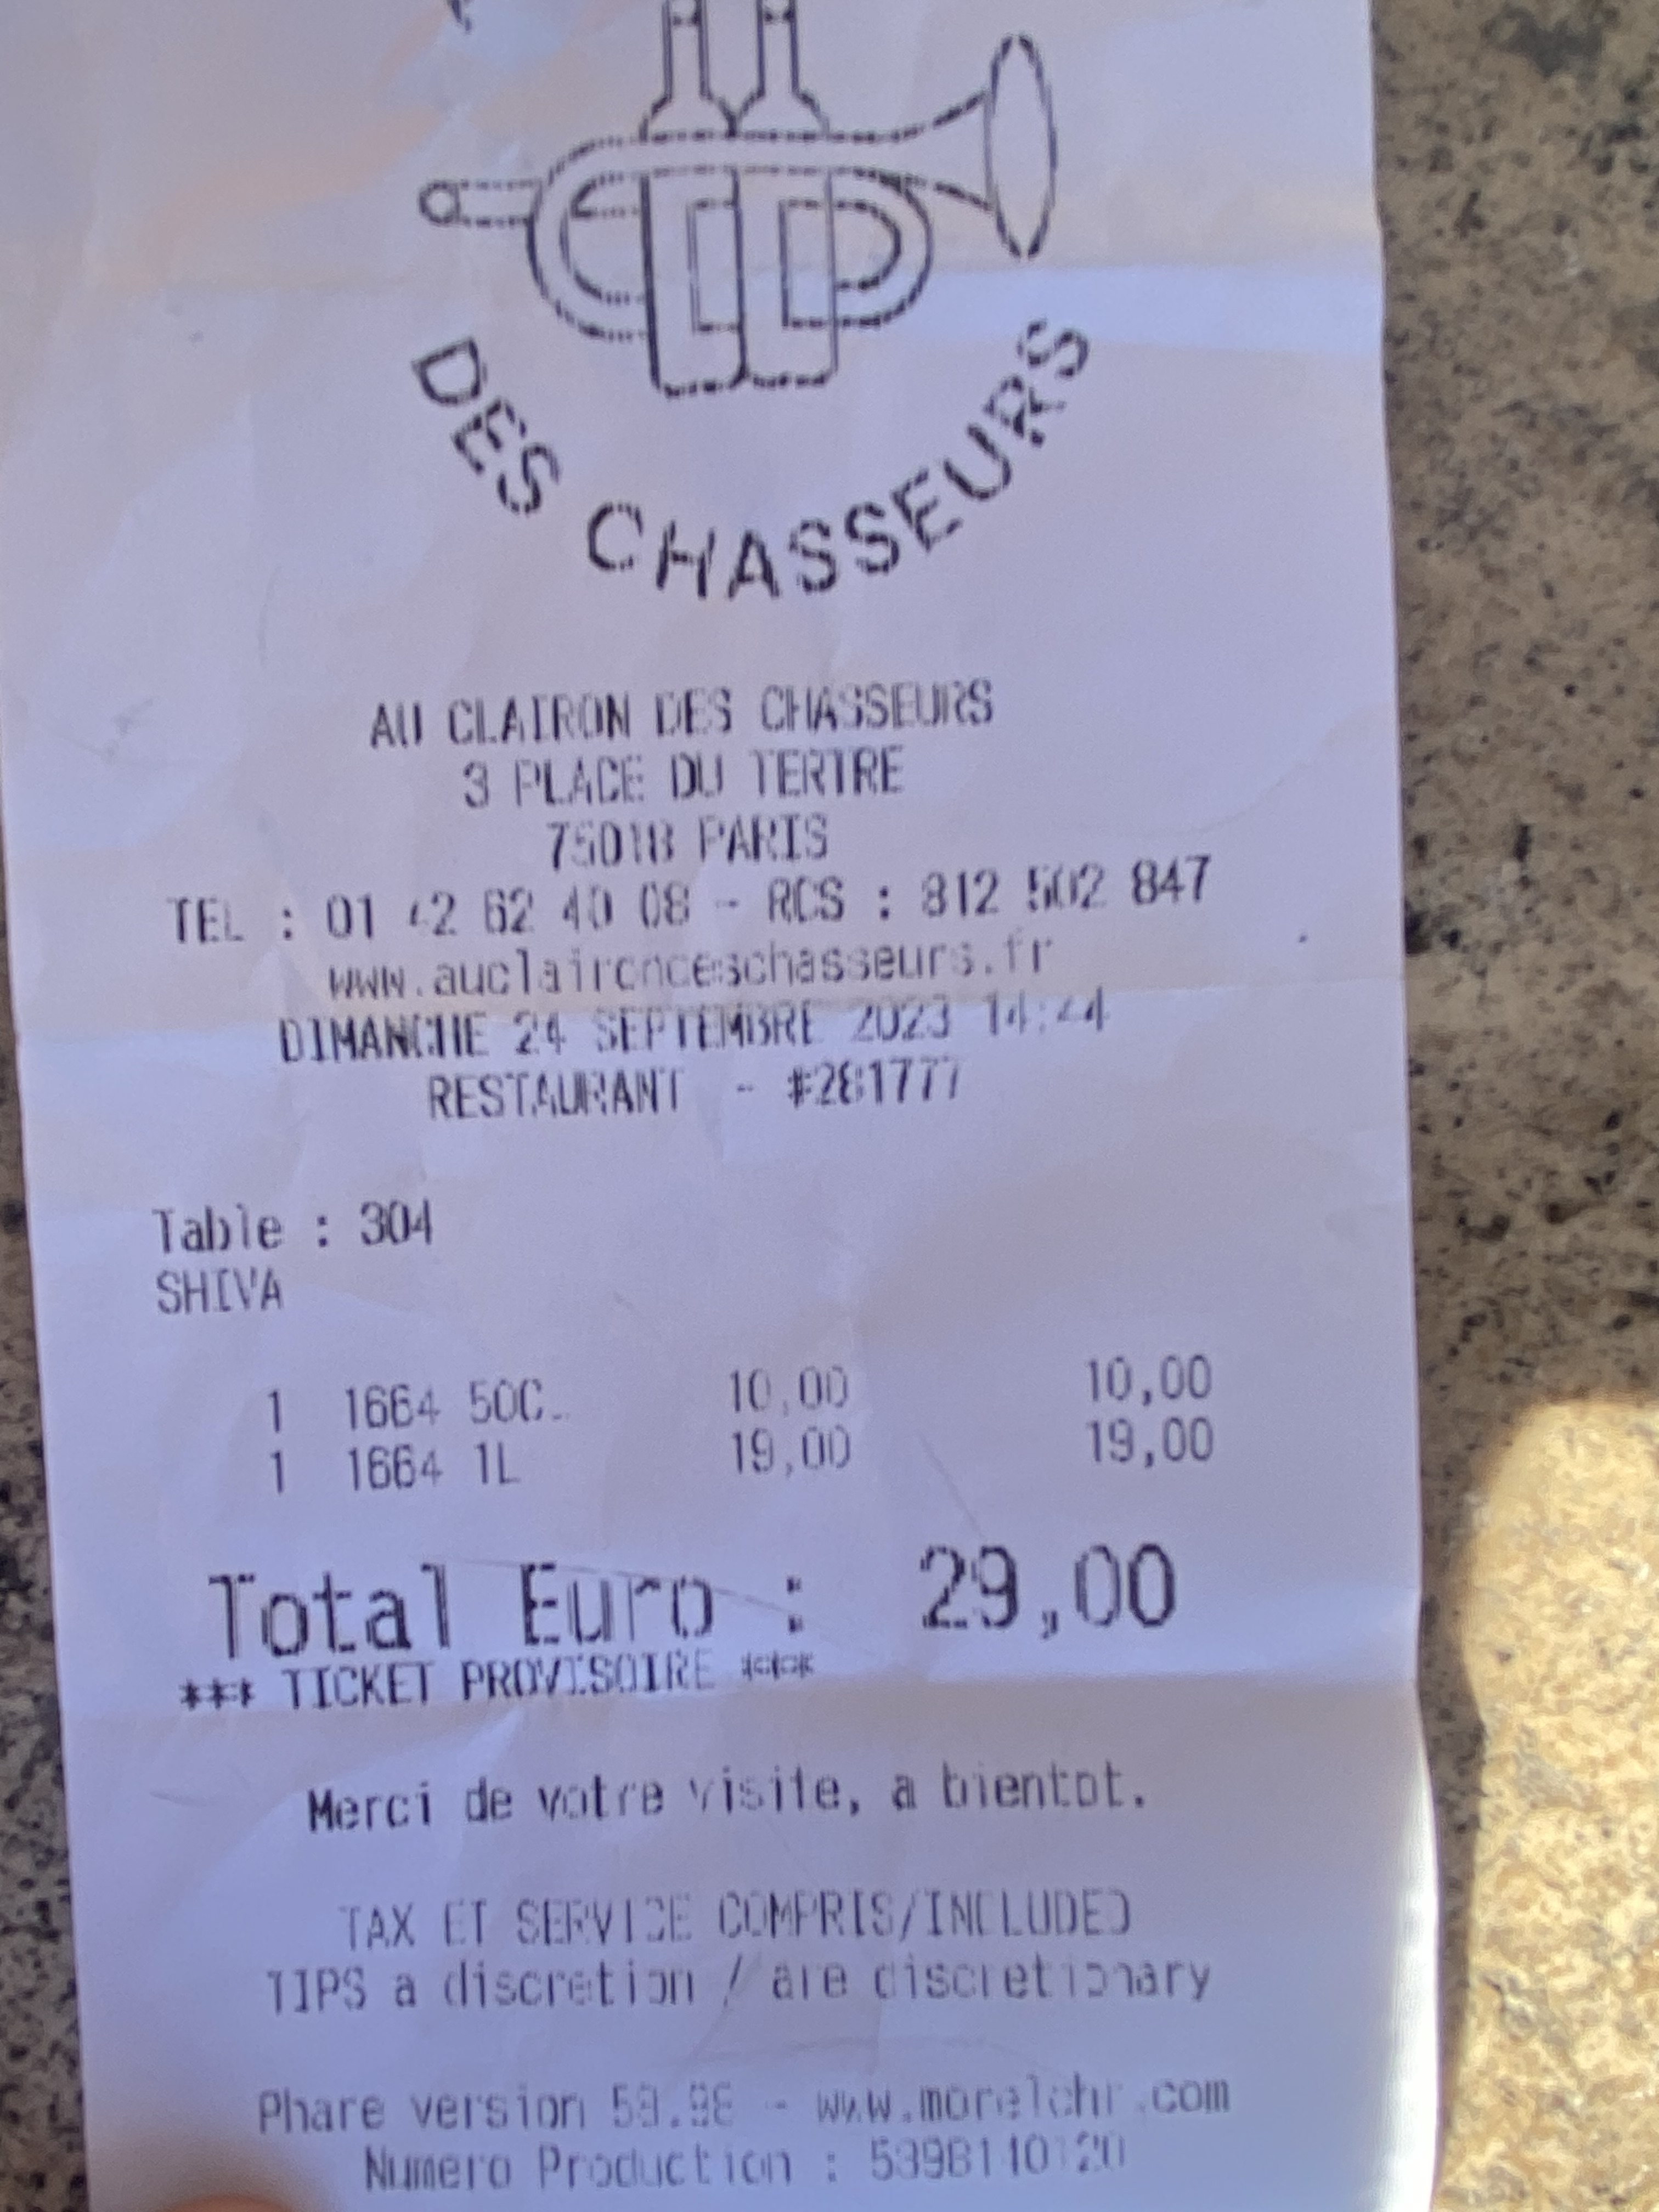 DES CHASSEURS
AU CLAIRON DES CHASSEURS
3 PLACE DU TERTRE
75018 PARIS
TEL : 01 42 62 40 08 - RCS : 812 502 847
www.auclairondeschasseurs.fr
DIMANCHE 24 SEPTEMBRE 2023 14:44
RESTAURANT - #281777
Table : 304
SHIVA
1 1664 50CL 10,00 10,00
1 1664 1L 19,00 19,00
Total Euro : 29,00
*** TICKET PROVISOIRE ***
Merci de votre visite, a bientot.
TAX ET SERVICE COMPRIS/INCLUDED
TIPS a discretion / are discretionary
Phare version 59.98 - www.morelchr.com
Numero Production :